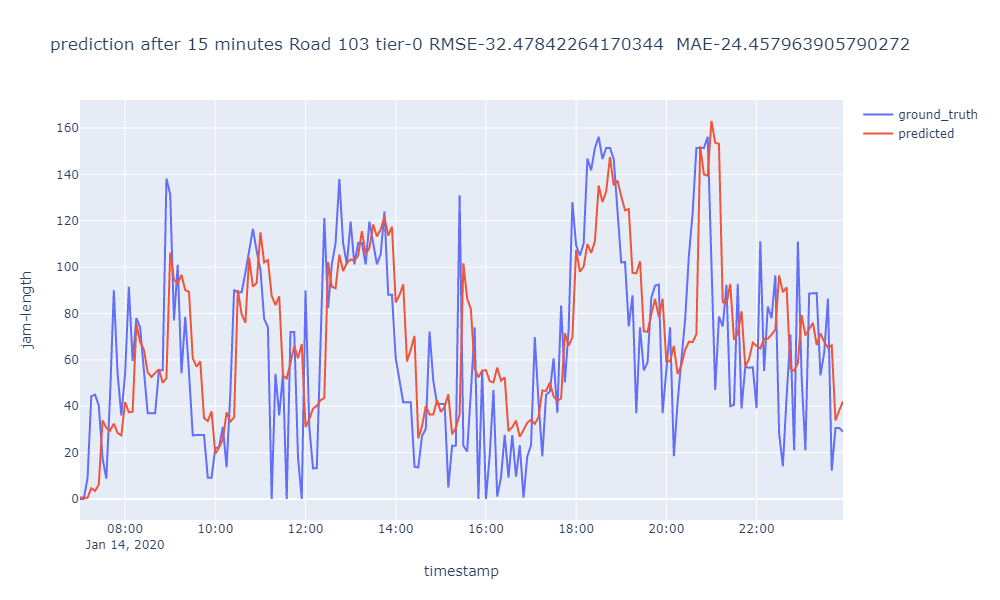 prediction after 15 minutes Road 103 tier-0 RMSE-32.47842264170344  MAE-24.457963905790272
ground_truth
predicted
160
140
120
100
80
60
40
20
0
jam-length
08:00
10:00
12:00
14:00
16:00
18:00
20:00
22:00
Jan 14, 2020
timestamp